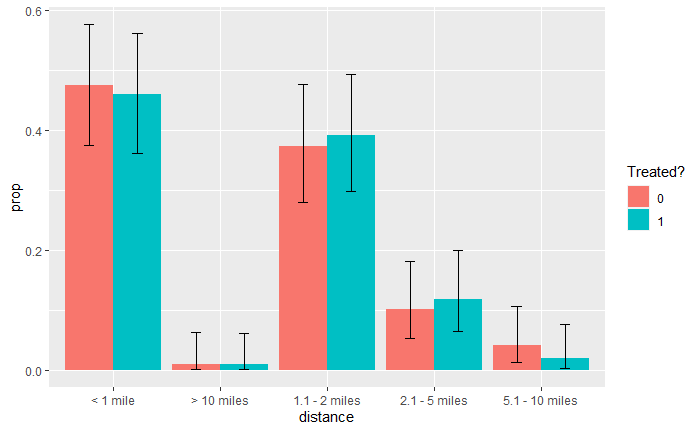 0.6
0.4
0.2
0.0
prop
< 1 mile
> 10 miles
1.1 - 2 miles
2.1 - 5 miles
5.1 - 10 miles
distance
Treated?
0
1